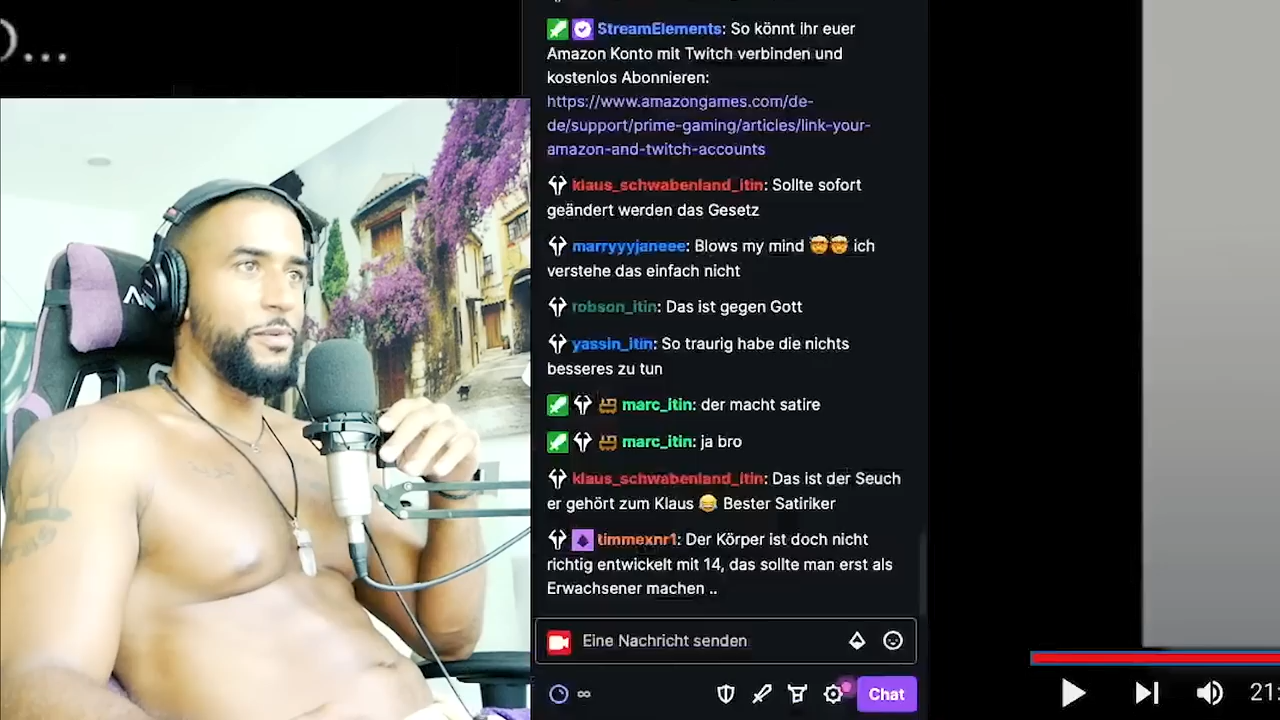 StreamElements: So könnt ihr euer
Amazon Konto mit Twitch verbinden und
kostenlos Abonnieren:
https://www.amazongames.com/de-
de/support/prime-gaming/articles/link-your-
amazon-and-twitch-accounts
klaus_schwabenland_itin: Sollte sofort
geändert werden das Gesetz
marryyyjaneee: Blows my mind 🤯🤯 ich
verstehe das einfach nicht
robson_itin: Das ist gegen Gott
yassin_itin: So traurig habe die nichts
besseres zu tun
marc_itin: der macht satire
marc_itin: ja bro
klaus_schwabenland_itin: Das ist der Seuch
er gehört zum Klaus 😂 Bester Satiriker
timmexnr1: Der Körper ist doch nicht
richtig entwickelt mit 14, das sollte man erst als
Erwachsener machen ..
Eine Nachricht senden
Chat
21: